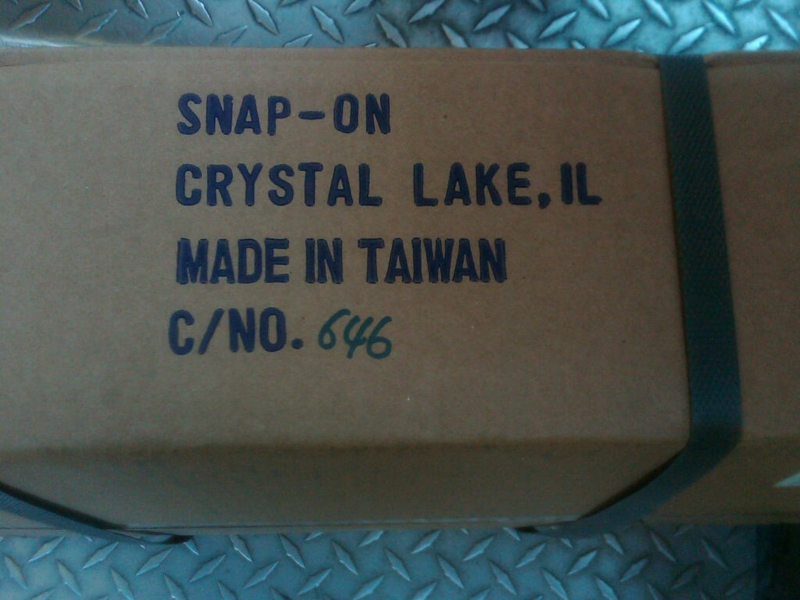 SNAP-ON
CRYSTAL LAKE, IL
MADE IN TAIWAN
C/NO. 646